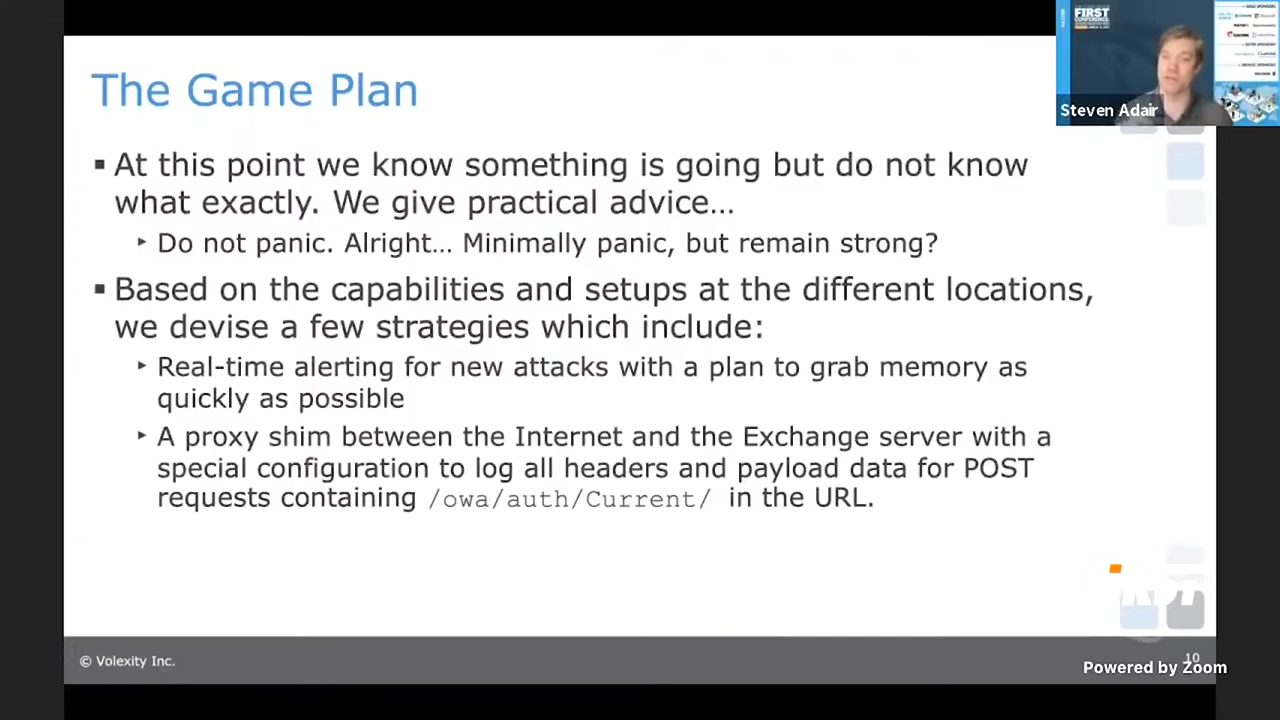 The Game Plan
FIRST
CONFERENCE
Steven Adair
▪ At this point we know something is going but do not know
what exactly. We give practical advice…
‣ Do not panic. Alright… Minimally panic, but remain strong?
▪ Based on the capabilities and setups at the different locations,
we devise a few strategies which include:
‣ Real-time alerting for new attacks with a plan to grab memory as
quickly as possible
‣ A proxy shim between the Internet and the Exchange server with a
special configuration to log all headers and payload data for POST
requests containing /owa/auth/Current/ in the URL.
© Volexity Inc.
10
Powered by Zoom